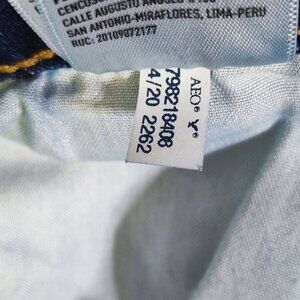 CALLE AUGUSTO
SAN ANTONIO-MIRAFLORES, LIMA-PERU
RUC: 20109072177
AEO®
798218408
4/20 2262